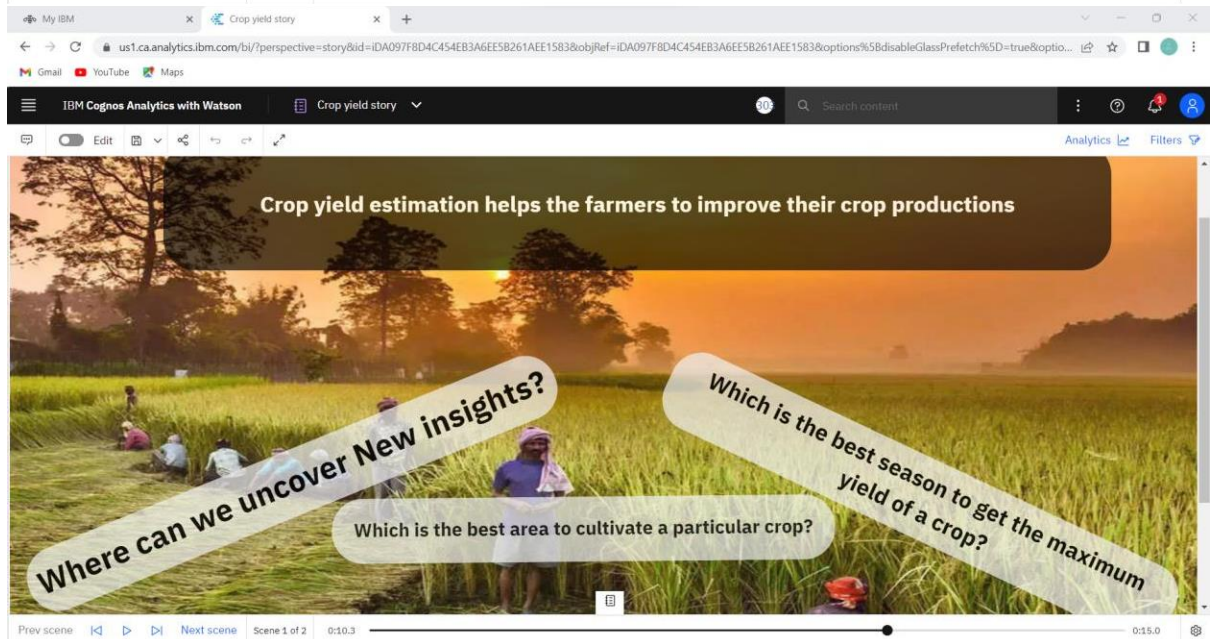 My IBM
Crop yield story
us1.ca.analytics.ibm.com/bi/?perspective=story&id=iDA097F8D4C454EB3A6EE5B261AEE1583&objRef=iDA097F8D4C454EB3A6EE5B261AEE1583&options%5BdisableGlassPrefetch%5D=true&optio...
Gmail YouTube Maps
IBM Cognos Analytics with Watson Crop yield story Search content 1
Edit Analytics Filters
Crop yield estimation helps the farmers to improve their crop productions
Where can we uncover New insights?
Which is the best area to cultivate a particular crop?
Which is the best season to get the maximum
yield of a crop?
Prev scene Next scene Scene 1 of 2 0:10.3 0:15.0